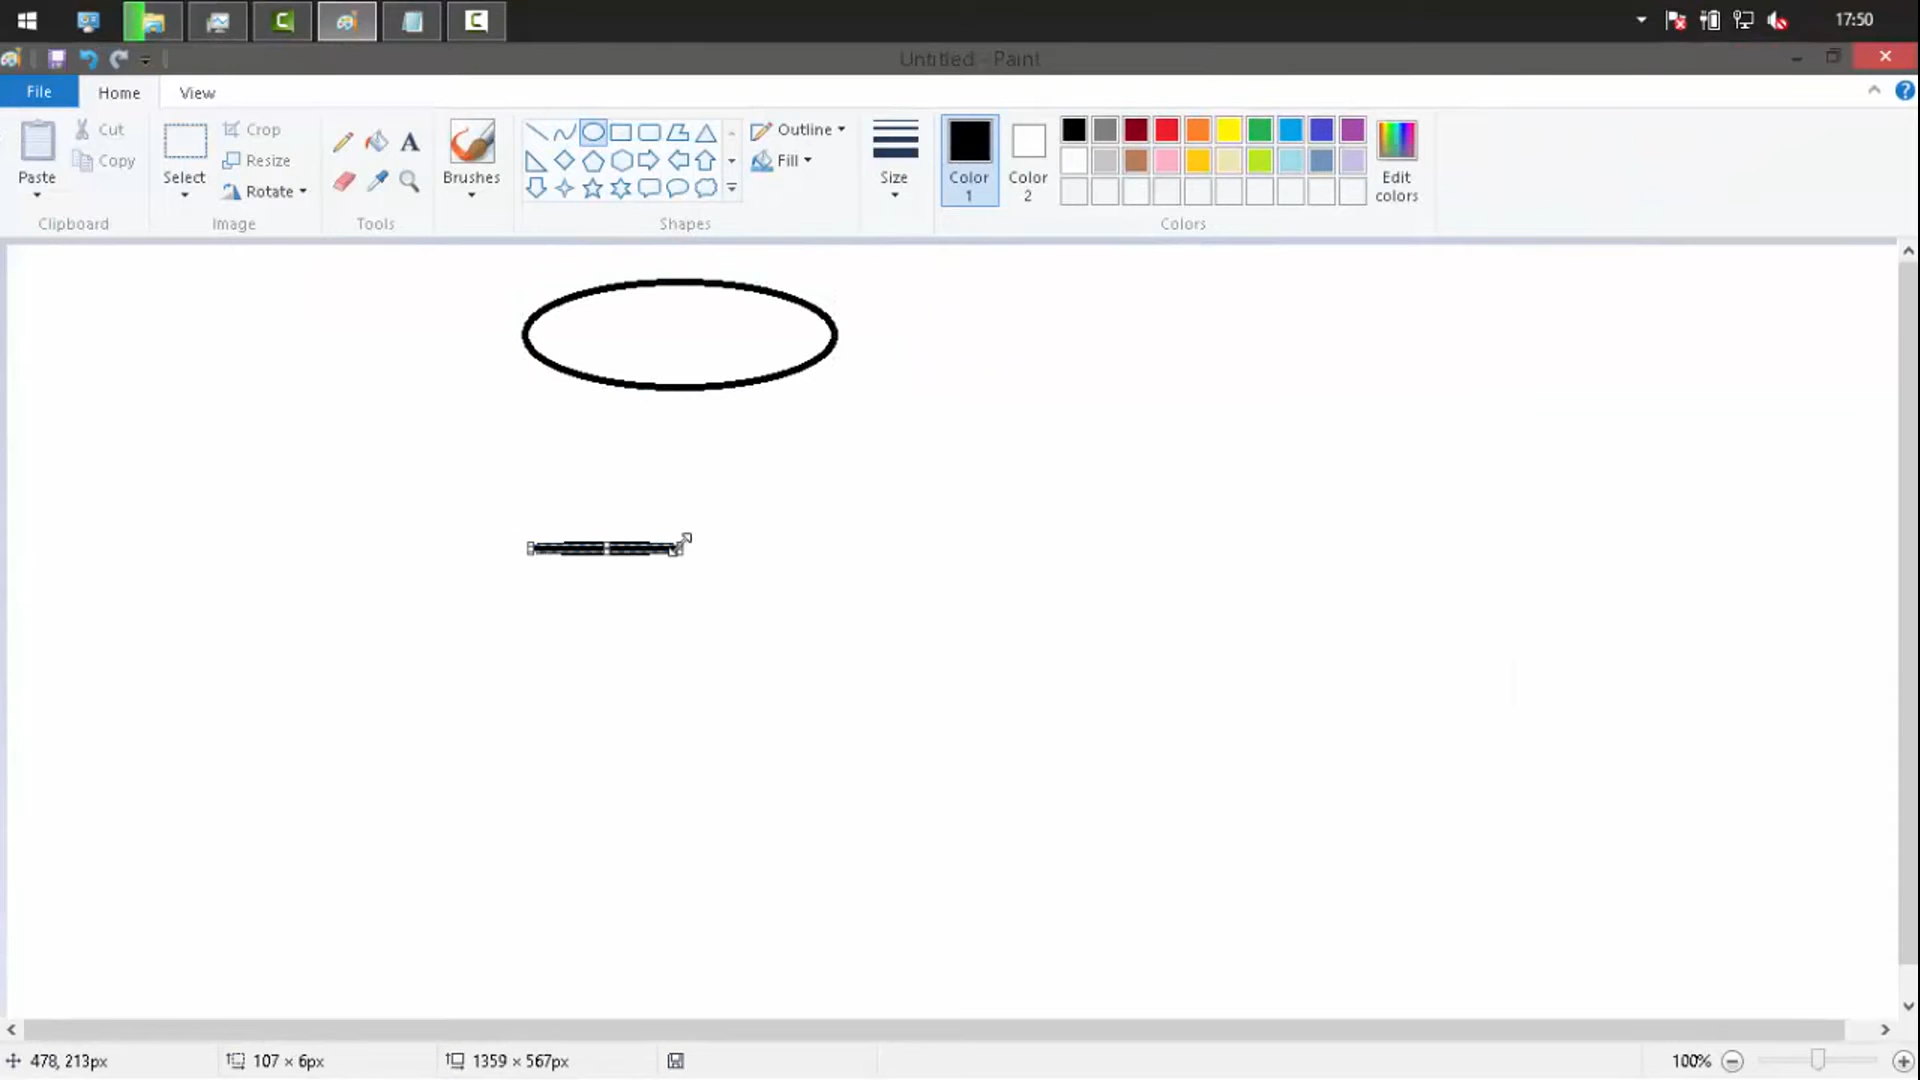 17:50
Untitled - Paint
File
Home
View
Paste
Cut
Copy
Clipboard
Select
Crop
Resize
Rotate
Image
A
Tools
Brushes
Outline
Fill
Shapes
Size
Color
1
Color
2
Edit
colors
Colors
478, 213px
107 × 6px
1359 × 567px
100%